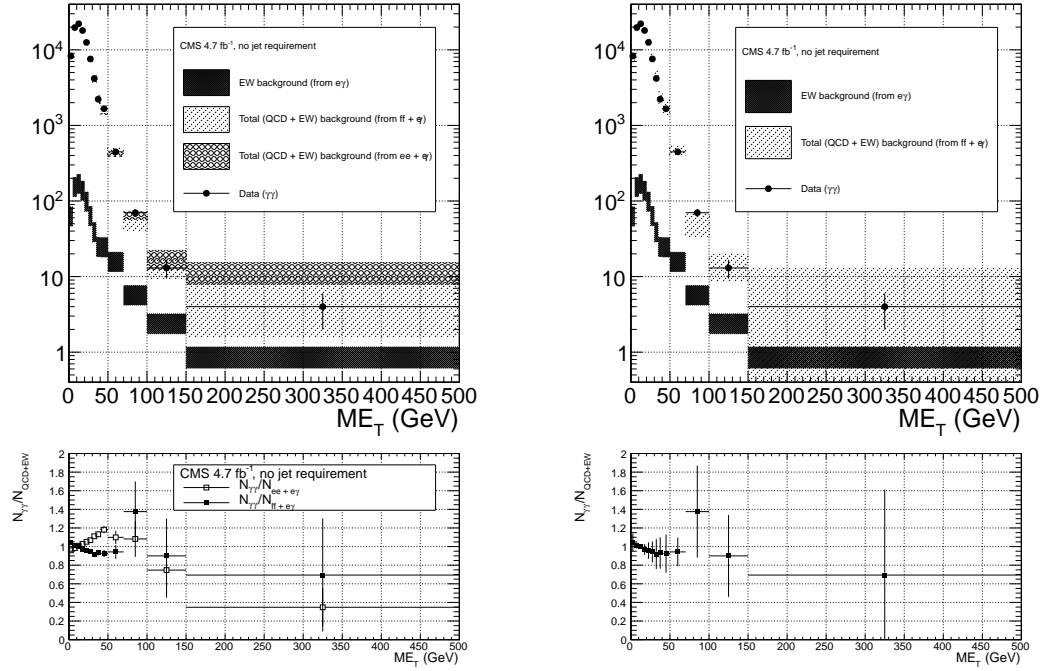 10⁴
10³
10²
10
1
CMS 4.7 fb⁻¹, no jet requirement
EW background (from eγ)
Total (QCD + EW) background (from ff + eγ)
Total (QCD + EW) background (from ee + eγ)
Data (γγ)
0 50 100 150 200 250 300 350 400 450 500
ME_T (GeV)
10⁴
10³
10²
10
1
CMS 4.7 fb⁻¹, no jet requirement
EW background (from eγ)
Total (QCD + EW) background (from ff + eγ)
Data (γγ)
0 50 100 150 200 250 300 350 400 450 500
ME_T (GeV)
N_γγ/N_QCD+EW
2
1.8
1.6
1.4
1.2
1
0.8
0.6
0.4
0.2
0
CMS 4.7 fb⁻¹, no jet requirement
N_γγ/N_ee + eγ
N_γγ/N_ff + eγ
0 50 100 150 200 250 300 350 400 450 500
ME_T (GeV)
N_γγ/N_QCD+EW
2
1.8
1.6
1.4
1.2
1
0.8
0.6
0.4
0.2
0
0 50 100 150 200 250 300 350 400 450 500
ME_T (GeV)